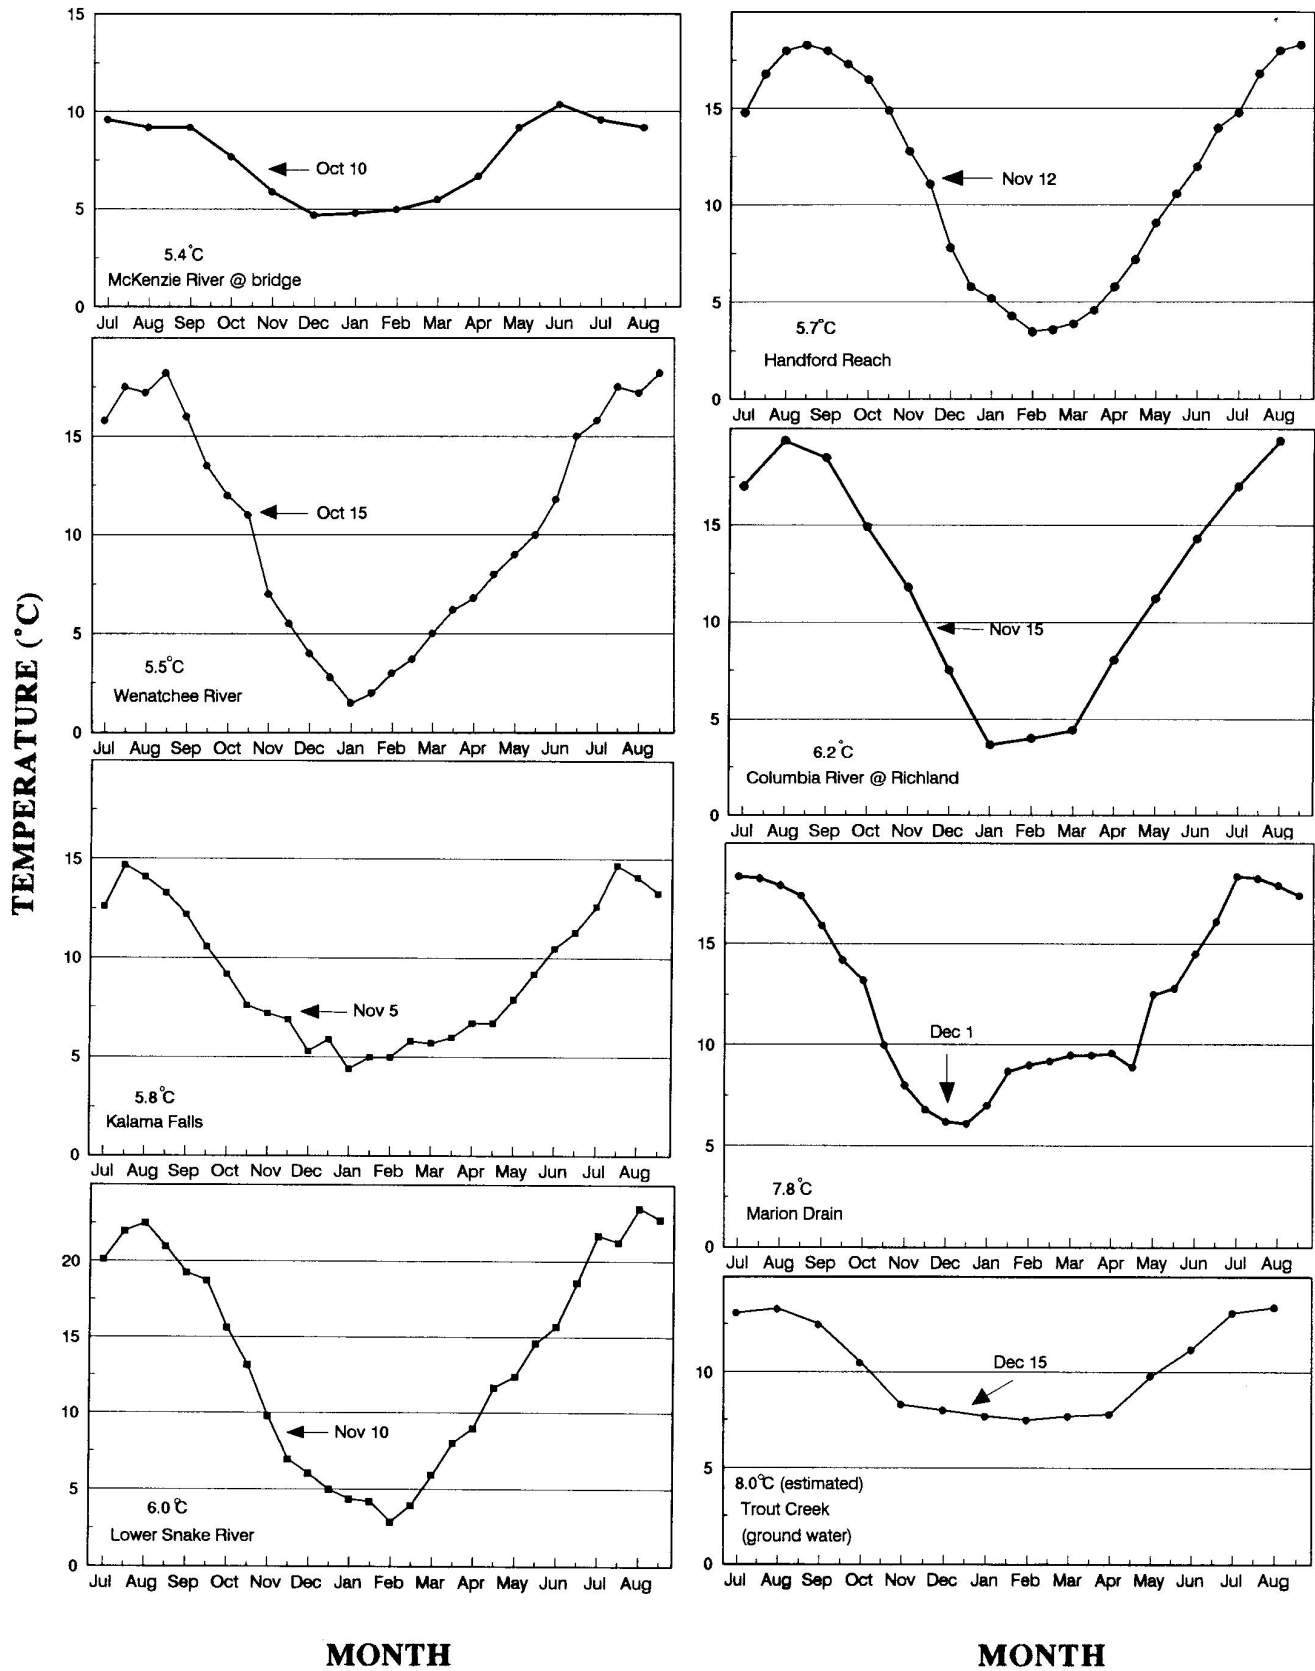 TEMPERATURE (°C)
15
10
5
0
Oct 10
5.4°C
McKenzie River @ bridge
Jul Aug Sep Oct Nov Dec Jan Feb Mar Apr May Jun Jul Aug
15
10
5
0
Oct 15
5.5°C
Wenatchee River
Jul Aug Sep Oct Nov Dec Jan Feb Mar Apr May Jun Jul Aug
15
10
5
0
Nov 5
5.8°C
Kalama Falls
Jul Aug Sep Oct Nov Dec Jan Feb Mar Apr May Jun Jul Aug
20
15
10
5
0
Nov 10
6.0°C
Lower Snake River
Jul Aug Sep Oct Nov Dec Jan Feb Mar Apr May Jun Jul Aug
MONTH
15
10
5
0
Nov 12
5.7°C
Handford Reach
Jul Aug Sep Oct Nov Dec Jan Feb Mar Apr May Jun Jul Aug
15
10
5
0
Nov 15
6.2°C
Columbia River @ Richland
Jul Aug Sep Oct Nov Dec Jan Feb Mar Apr May Jun Jul Aug
15
10
5
0
Dec 1
7.8°C
Marion Drain
Jul Aug Sep Oct Nov Dec Jan Feb Mar Apr May Jun Jul Aug
10
5
0
Dec 15
8.0°C (estimated)
Trout Creek
(ground water)
Jul Aug Sep Oct Nov Dec Jan Feb Mar Apr May Jun Jul Aug
MONTH